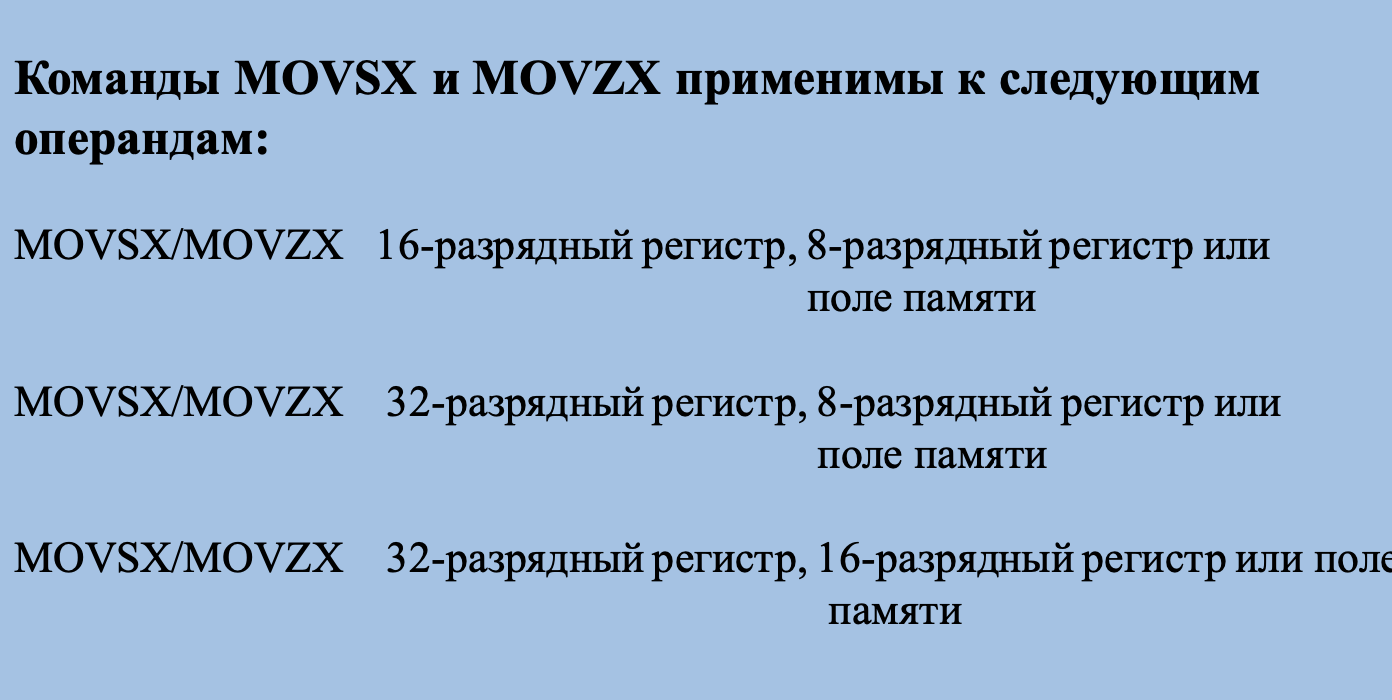 Команды MOVSX и MOVZX применимы к следующим
операндам:
MOVSX/MOVZX 16-разрядный регистр, 8-разрядный регистр или
поле памяти
MOVSX/MOVZX 32-разрядный регистр, 8-разрядный регистр или
поле памяти
MOVSX/MOVZX 32-разрядный регистр, 16-разрядный регистр или поле
памяти